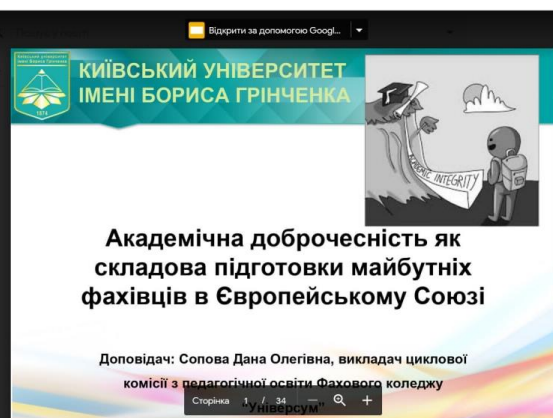 Відкрити за допомогою Googl...
КИЇВСЬКИЙ УНІВЕРСИТЕТ
ІМЕНІ БОРИСА ГРІНЧЕНКА
1874
ACADEMIC INTEGRITY
Академічна доброчесність як
складова підготовки майбутніх
фахівців в Європейському Союзі
Доповідач: Сопова Дана Олегівна, викладач циклової
комісії з педагогічної освіти Фахового коледжу
"Універсум"
Сторінка 1 / 34